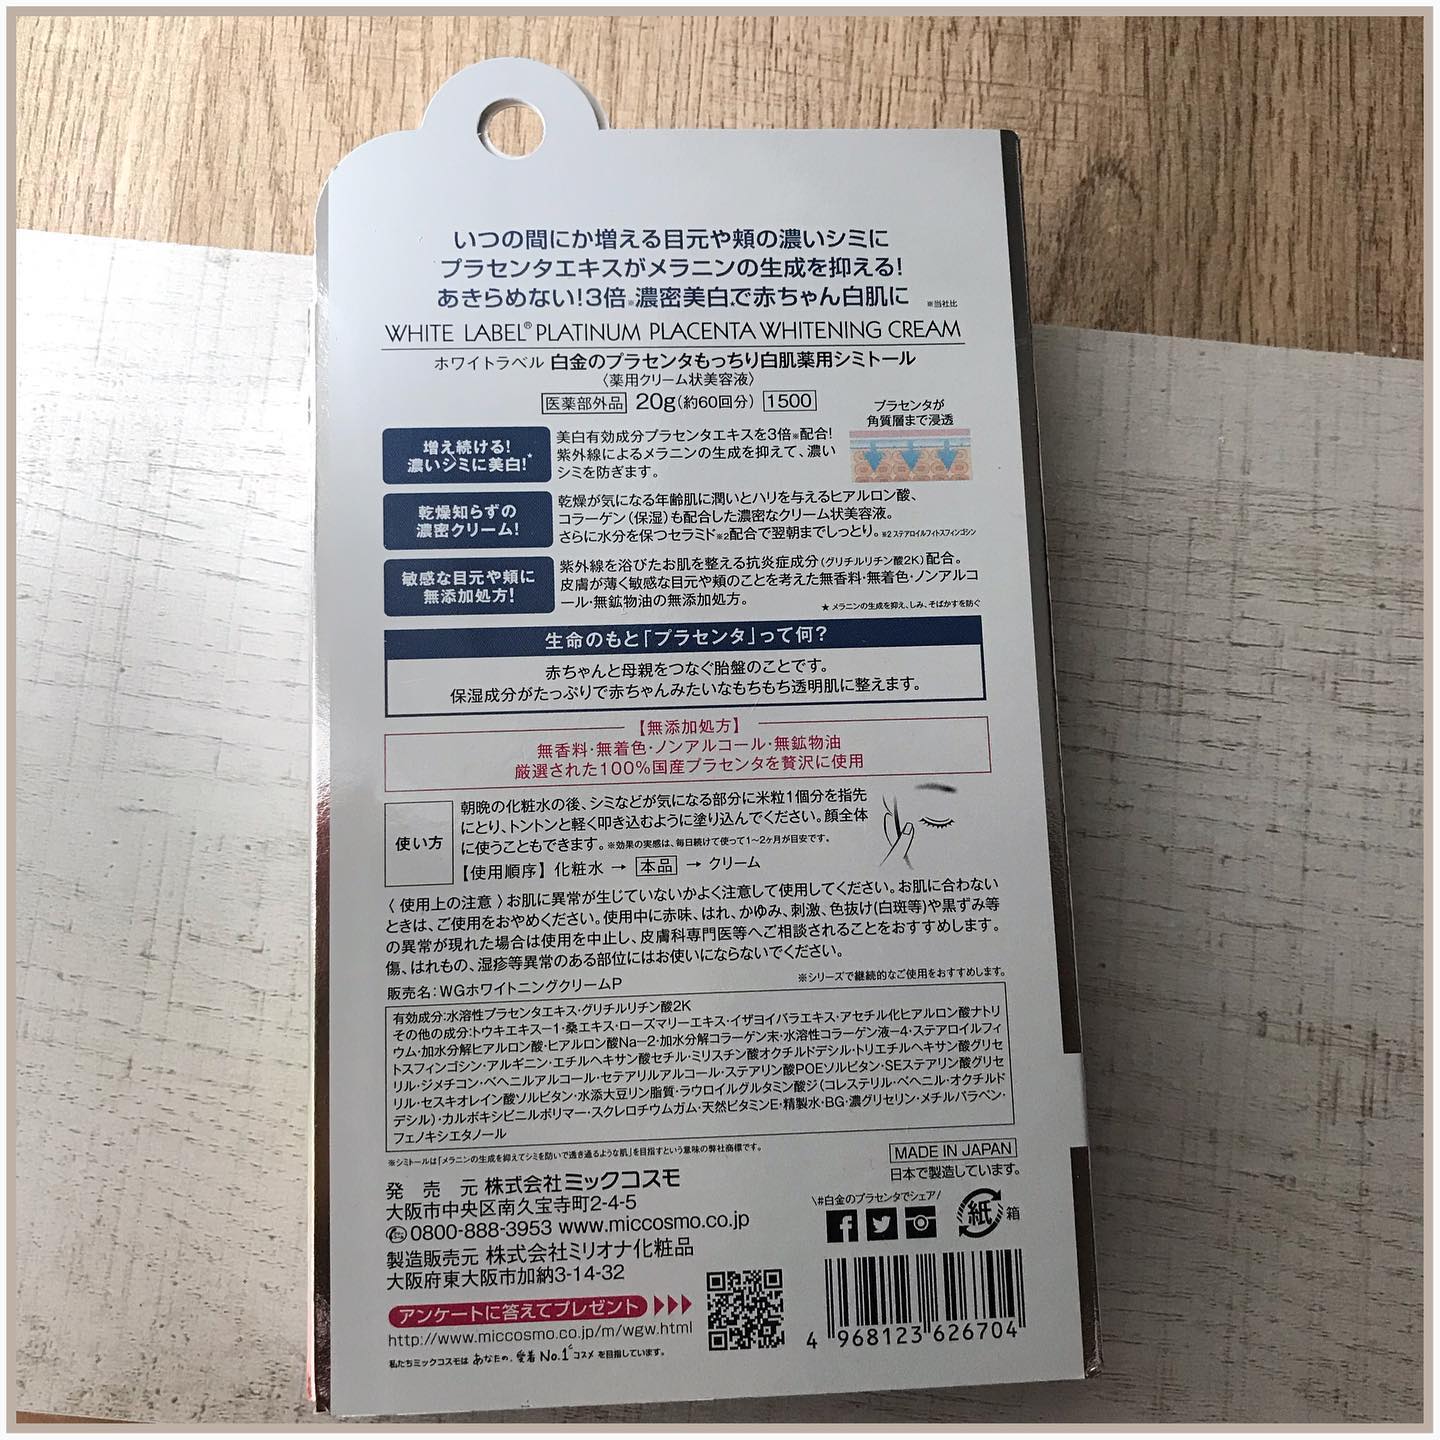 いつの間にか増える目元や頬の濃いシミに
プラセンタエキスがメラニンの生成を抑える!
あきらめない!3倍※濃密美白★で赤ちゃん白肌に ※当社比
WHITE LABEL® PLATINUM PLACENTA WHITENING CREAM
ホワイトラベル 白金のプラセンタもっちり白肌薬用シミトール
〈薬用クリーム状美容液〉
医薬部外品 20g(約60回分) 1500
プラセンタが
角質層まで浸透
増え続ける!
濃いシミに美白!★
美白有効成分プラセンタエキスを3倍※配合!
紫外線によるメラニンの生成を抑えて、濃い
シミを防ぎます。
乾燥知らずの
濃密クリーム!
乾燥が気になる年齢肌に潤いとハリを与えるヒアルロン酸、
コラーゲン(保湿)も配合した濃密なクリーム状美容液。
さらに水分を保つセラミド※2配合で翌朝までしっとり。※2 ステアロイルフィトスフィンゴシン
敏感な目元や頬に
無添加処方!
紫外線を浴びたお肌を整える抗炎症成分(グリチルリチン酸2K)配合。
皮膚が薄く敏感な目元や頬のことを考えた無香料・無着色・ノンアルコ
ール・無鉱物油の無添加処方。
★ メラニンの生成を抑え、しみ、そばかすを防ぐ
生命のもと「プラセンタ」って何?
赤ちゃんと母親をつなぐ胎盤のことです。
保湿成分がたっぷりで赤ちゃんみたいなもちもち透明肌に整えます。
【無添加処方】
無香料・無着色・ノンアルコール・無鉱物油
厳選された100%国産プラセンタを贅沢に使用
使い方
朝晩の化粧水の後、シミなどが気になる部分に米粒1個分を指先
にとり、トントンと軽く叩き込むように塗り込んでください。顔全体
に使うこともできます。※効果の実感は、毎日続けて使って1〜2ヶ月が目安です。
【使用順序】化粧水 → 本品 → クリーム
〈 使用上の注意 〉お肌に異常が生じていないかよく注意して使用してください。お肌に合わない
ときは、ご使用をおやめください。使用中に赤味、はれ、かゆみ、刺激、色抜け(白斑等)や黒ずみ等
の異常が現れた場合は使用を中止し、皮膚科専門医等へご相談されることをおすすめします。
傷、はれもの、湿疹等異常のある部位にはお使いにならないでください。
※シリーズで継続的なご使用をおすすめします。
販売名:WGホワイトニングクリームP
有効成分:水溶性プラセンタエキス・グリチルリチン酸2K
その他の成分:トウキエキス−1・桑エキス・ローズマリーエキス・イザヨイバラエキス・アセチル化ヒアルロン酸ナトリ
ウム・加水分解ヒアルロン酸・ヒアルロン酸Na−2・加水分解コラーゲン末・水溶性コラーゲン液−4・ステアロイルフィ
トスフィンゴシン・アルギニン・エチルヘキサン酸セチル・ミリスチン酸オクチルドデシル・トリエチルヘキサン酸グリセ
リル・ジメチコン・ベヘニルアルコール・セテアリルアルコール・ステアリン酸POEソルビタン・SEステアリン酸グリセ
リル・セスキオレイン酸ソルビタン・水添大豆リン脂質・ラウロイルグルタミン酸ジ(コレステリル・ベヘニル・オクチルド
デシル)・カルボキシビニルポリマー・スクレロチウムガム・天然ビタミンE・精製水・BG・濃グリセリン・メチルパラベン・
フェノキシエタノール
※シミトールは「メラニンの生成を抑えてシミを防いで透き通るような肌」を目指すという意味の弊社商標です。
MADE IN JAPAN
日本で製造しています。
発 売 元 株式会社ミックコスモ
大阪市中央区南久宝寺町2-4-5
0800-888-3953 www.miccosmo.co.jp
製造販売元 株式会社ミリオナ化粧品
大阪府東大阪市加納3-14-32
\#白金のプラセンタでシェア/
紙 箱
アンケートに答えてプレゼント
http://www.miccosmo.co.jp/m/wgw.html
私たちミックコスモは あなたの、愛着No.1コスメ を目指しています。
4 968123 626704